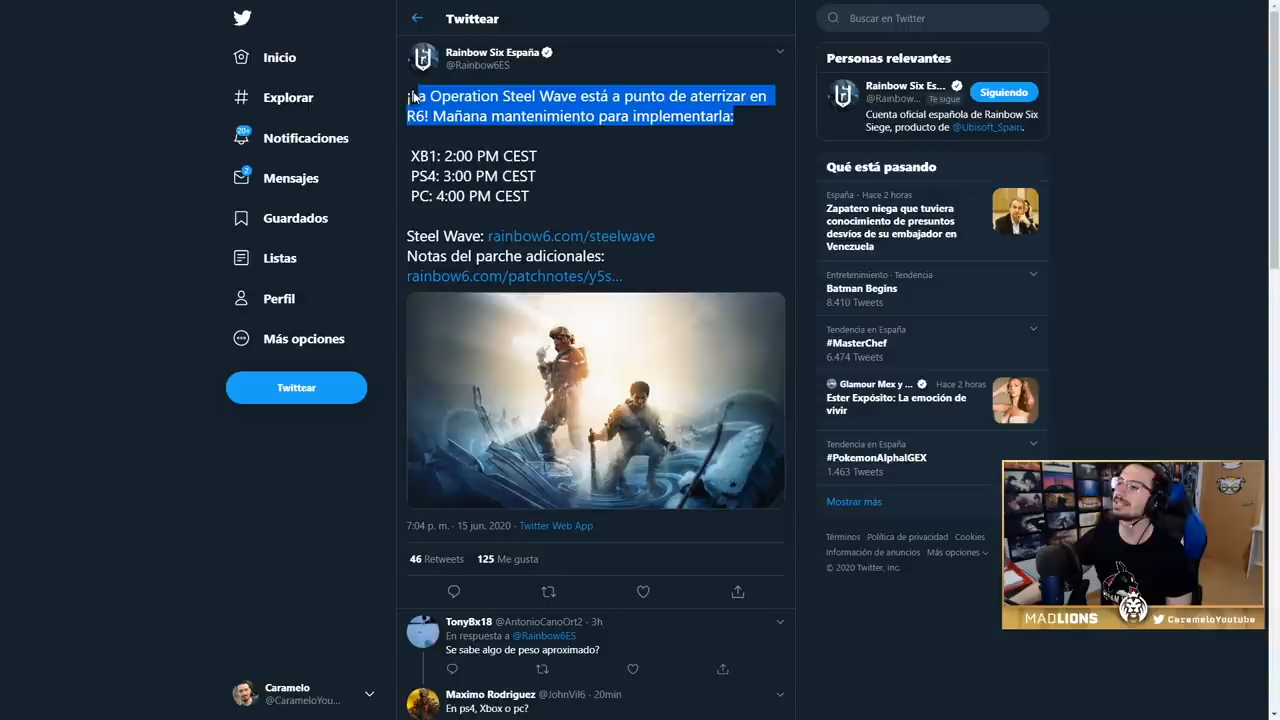 Inicio
Explorar
20+
Notificaciones
2
Mensajes
Guardados
Listas
Perfil
Más opciones
Twittear
Caramelo
@CarameloYou...
Twittear
Rainbow Six España
@Rainbow6ES
¡La Operation Steel Wave está a punto de aterrizar en
R6! Mañana mantenimiento para implementarla:
XB1: 2:00 PM CEST
PS4: 3:00 PM CEST
PC: 4:00 PM CEST
Steel Wave: rainbow6.com/steelwave
Notas del parche adicionales:
rainbow6.com/patchnotes/y5s...
7:04 p. m. · 15 jun. 2020 · Twitter Web App
46 Retweets 125 Me gusta
TonyBx18 @AntonioCanoOrt2 · 3h
En respuesta a @Rainbow6ES
Se sabe algo de peso aproximado?
Maximo Rodriguez @JohnVil6 · 20min
En ps4, Xbox o pc?
Buscar en Twitter
Personas relevantes
Rainbow Six Es...
@Rainbow... Te sigue
Siguiendo
Cuenta oficial española de Rainbow Six
Siege, producto de @Ubisoft_Spain.
Qué está pasando
España · Hace 2 horas
Zapatero niega que tuviera
conocimiento de presuntos
desvíos de su embajador en
Venezuela
Entretenimiento · Tendencia
Batman Begins
8.410 Tweets
Tendencia en España
#MasterChef
6.474 Tweets
Glamour Mex y ... Hace 2 horas
Ester Expósito: La emoción de
vivir
Tendencia en España
#PokemonAlphalGEX
1.463 Tweets
Mostrar más
Términos Política de privacidad Cookies
Información de anuncios Más opciones
© 2020 Twitter, Inc.
MADLIONS
CarameloYoutube